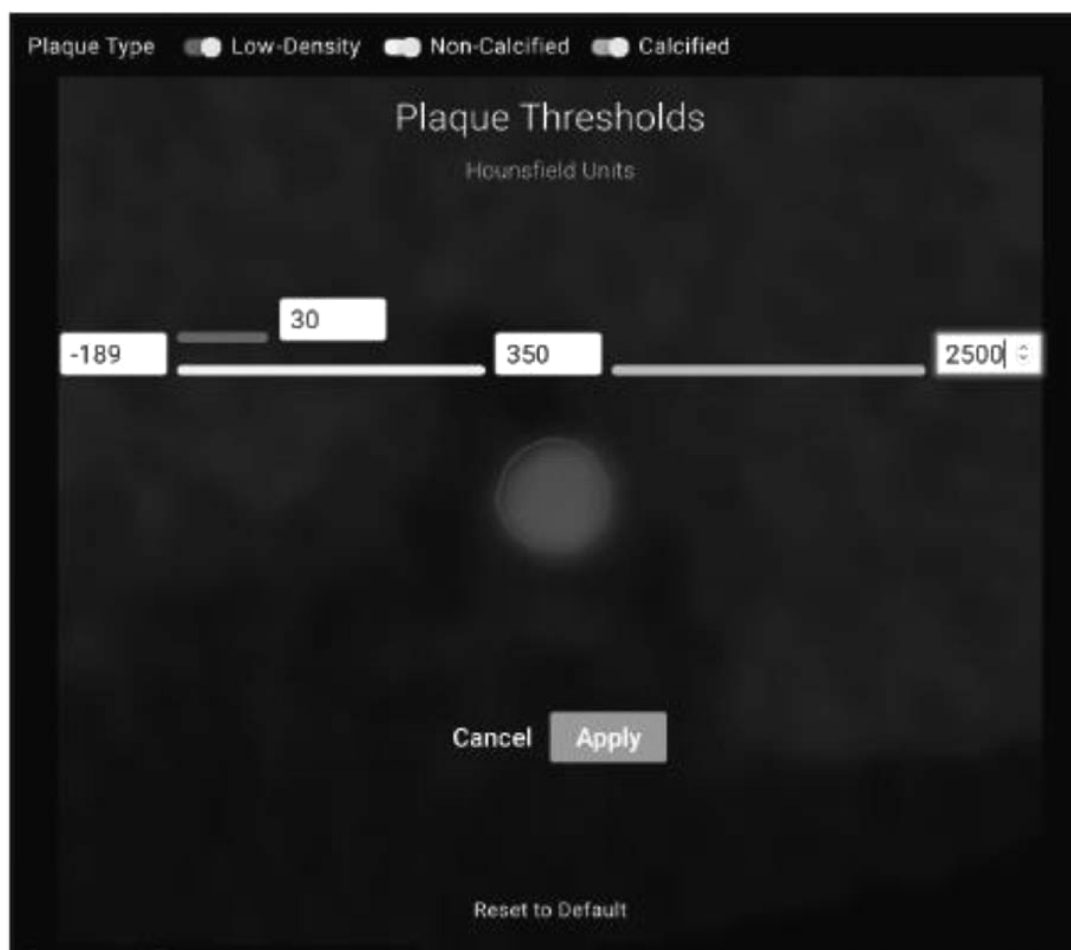 Plaque Type Low-Density Non-Calcified Calcified
Plaque Thresholds
Hounsfield Units
30
-189 350 2500
Cancel Apply
Reset to Default